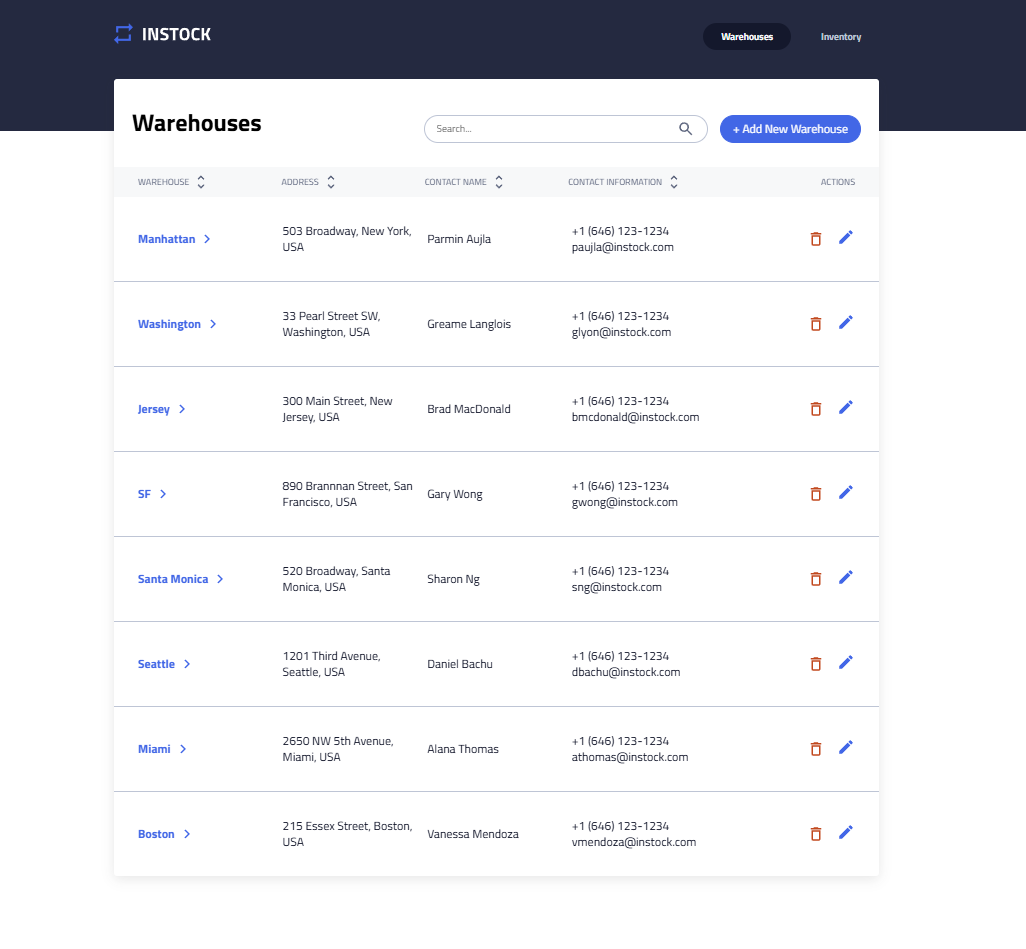 INSTOCK
Warehouses
Inventory
Warehouses
Search...
+ Add New Warehouse
WAREHOUSE
ADDRESS
CONTACT NAME
CONTACT INFORMATION
ACTIONS
Manhattan
503 Broadway, New York,
USA
Parmin Aujla
+1 (646) 123-1234
paujla@instock.com
Washington
33 Pearl Street SW,
Washington, USA
Greame Langlois
+1 (646) 123-1234
glyon@instock.com
Jersey
300 Main Street, New
Jersey, USA
Brad MacDonald
+1 (646) 123-1234
bmcdonald@instock.com
SF
890 Brannnan Street, San
Francisco, USA
Gary Wong
+1 (646) 123-1234
gwong@instock.com
Santa Monica
520 Broadway, Santa
Monica, USA
Sharon Ng
+1 (646) 123-1234
sng@instock.com
Seattle
1201 Third Avenue,
Seattle, USA
Daniel Bachu
+1 (646) 123-1234
dbachu@instock.com
Miami
2650 NW 5th Avenue,
Miami, USA
Alana Thomas
+1 (646) 123-1234
athomas@instock.com
Boston
215 Essex Street, Boston,
USA
Vanessa Mendoza
+1 (646) 123-1234
vmendoza@instock.com